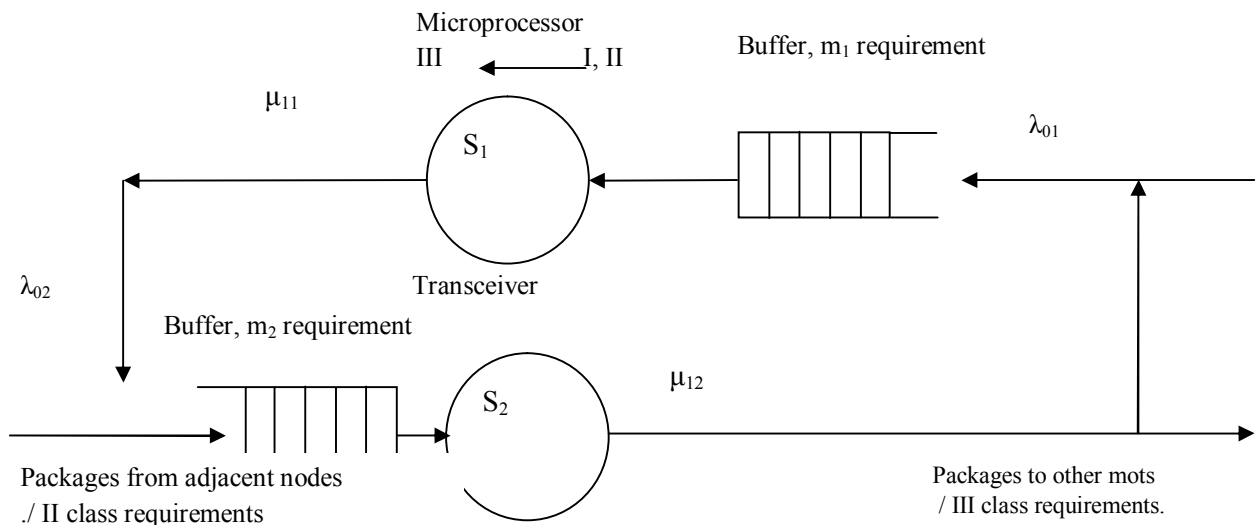 Microprocessor
III I, II
Buffer, m₁ requirement
μ₁₁
λ₀₁
S₁
λ₀₂
Transceiver
Buffer, m₂ requirement
μ₁₂
S₂
Packages from adjacent nodes
./ II class requirements
Packages to other mots
/ III class requirements.